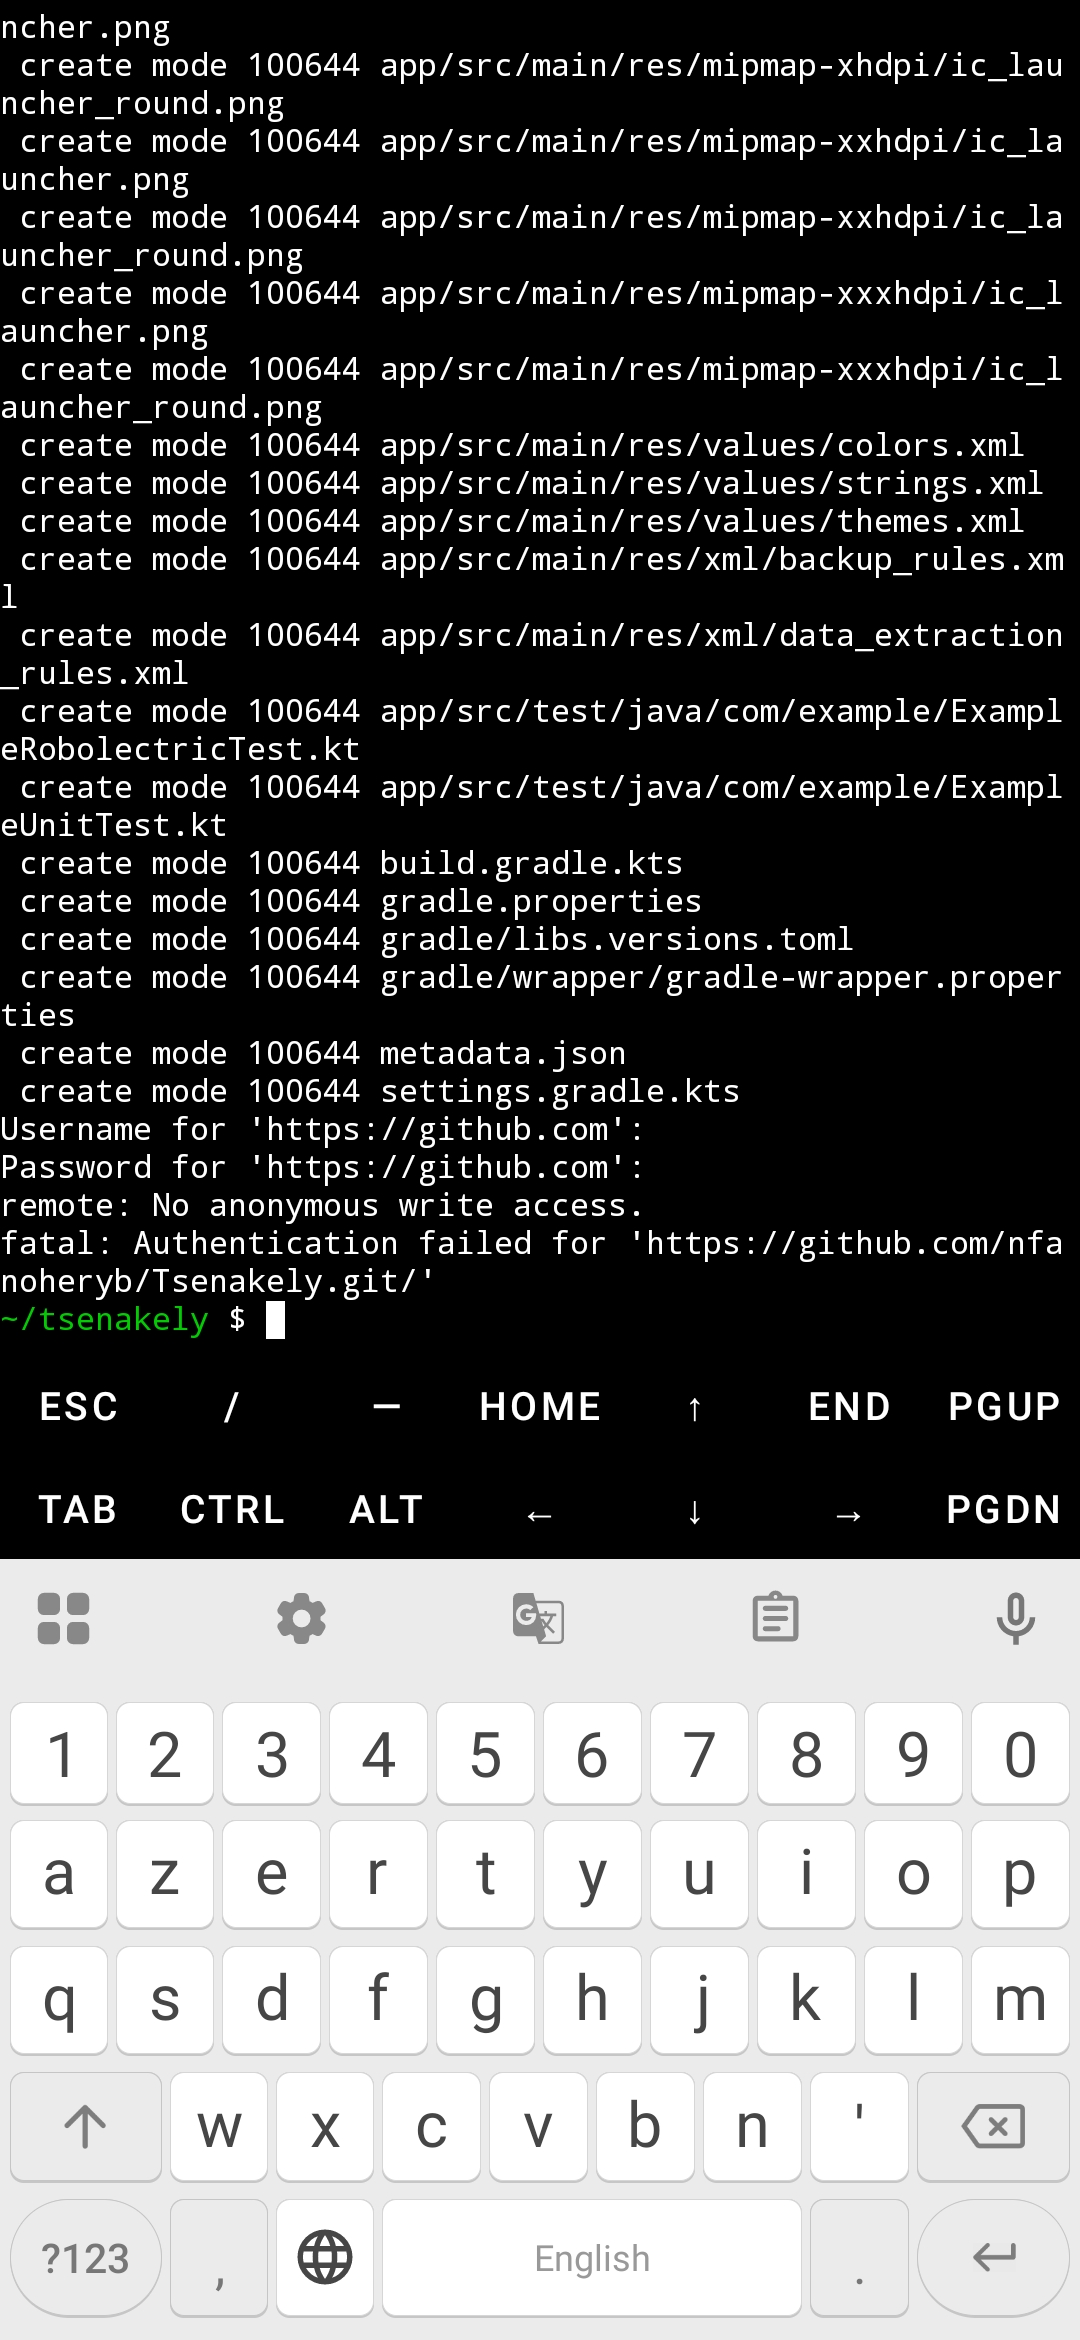 ncher.png
 create mode 100644 app/src/main/res/mipmap-xhdpi/ic_lau
ncher_round.png
 create mode 100644 app/src/main/res/mipmap-xxhdpi/ic_la
uncher.png
 create mode 100644 app/src/main/res/mipmap-xxhdpi/ic_la
uncher_round.png
 create mode 100644 app/src/main/res/mipmap-xxxhdpi/ic_l
auncher.png
 create mode 100644 app/src/main/res/mipmap-xxxhdpi/ic_l
auncher_round.png
 create mode 100644 app/src/main/res/values/colors.xml
 create mode 100644 app/src/main/res/values/strings.xml
 create mode 100644 app/src/main/res/values/themes.xml
 create mode 100644 app/src/main/res/xml/backup_rules.xm
l
 create mode 100644 app/src/main/res/xml/data_extraction
_rules.xml
 create mode 100644 app/src/test/java/com/example/Exampl
eRobolectricTest.kt
 create mode 100644 app/src/test/java/com/example/Exampl
eUnitTest.kt
 create mode 100644 build.gradle.kts
 create mode 100644 gradle.properties
 create mode 100644 gradle/libs.versions.toml
 create mode 100644 gradle/wrapper/gradle-wrapper.proper
ties
 create mode 100644 metadata.json
 create mode 100644 settings.gradle.kts
Username for 'https://github.com':
Password for 'https://github.com':
remote: No anonymous write access.
fatal: Authentication failed for 'https://github.com/nfa
noheryb/Tsenakely.git/'
~/tsenakely $
ESC / — HOME ↑ END PGUP
TAB CTRL ALT ← ↓ → PGDN
1 2 3 4 5 6 7 8 9 0
a z e r t y u i o p
q s d f g h j k l m
w x c v b n '
?123 , English .